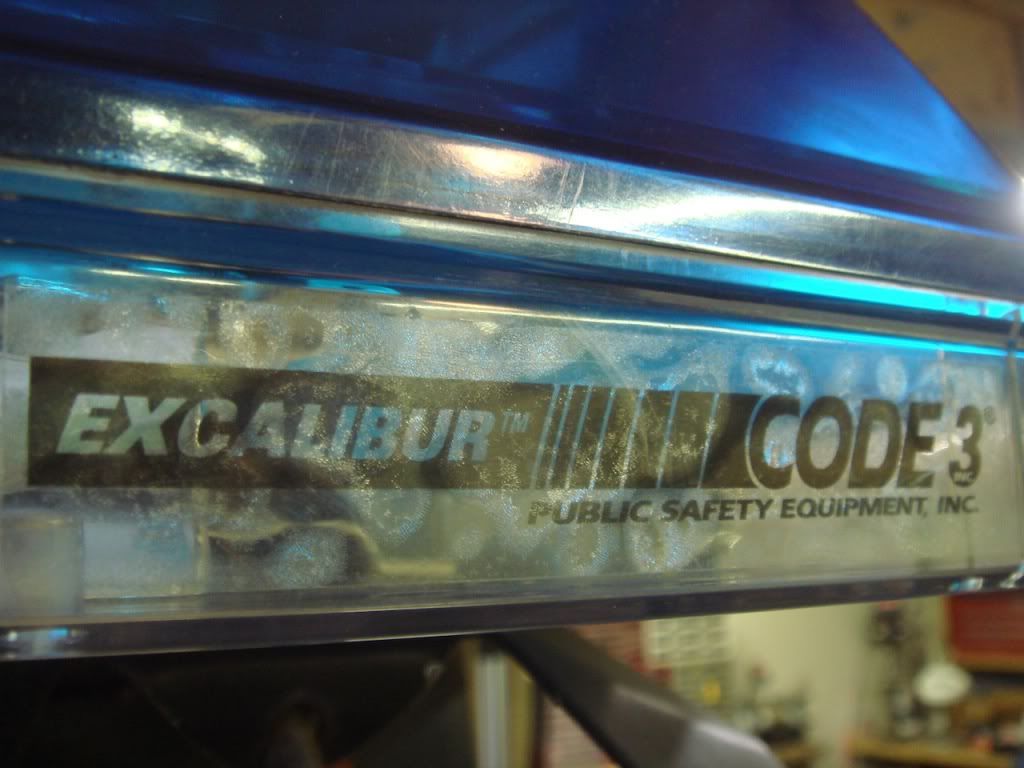 EXCALIBUR™ CODE 3®
PUBLIC SAFETY EQUIPMENT, INC.